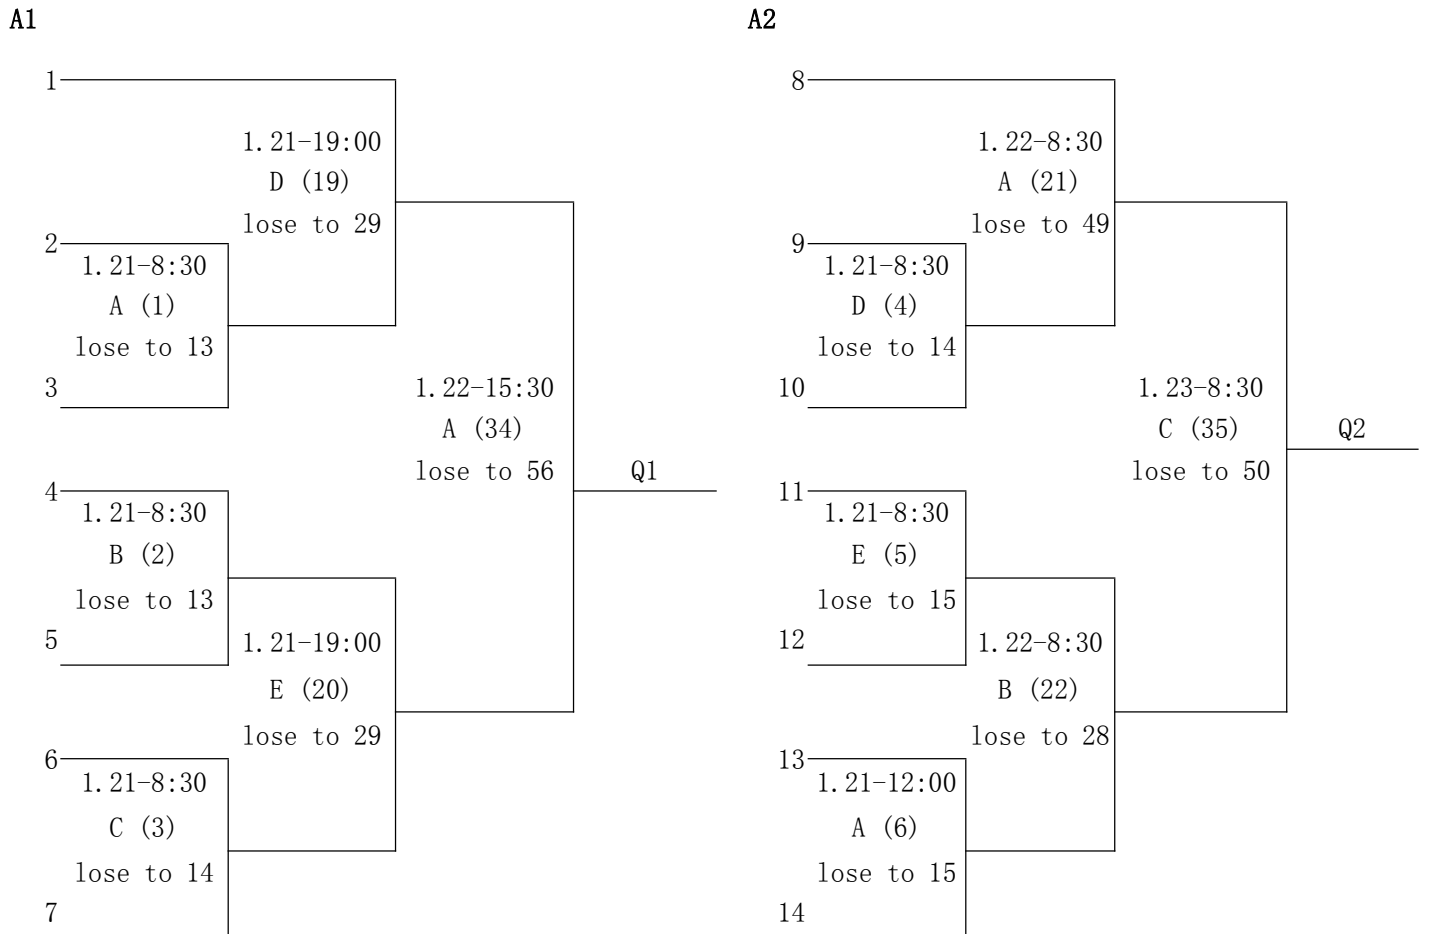 A1
1
1.21-19:00
D (19)
lose to 29
2
1.21-8:30
A (1)
lose to 13
3
1.22-15:30
A (34)
lose to 56
Q1
4
1.21-8:30
B (2)
lose to 13
5
1.21-19:00
E (20)
lose to 29
6
1.21-8:30
C (3)
lose to 14
7
A2
8
1.22-8:30
A (21)
lose to 49
9
1.21-8:30
D (4)
lose to 14
10
1.23-8:30
C (35)
lose to 50
Q2
11
1.21-8:30
E (5)
lose to 15
12
1.22-8:30
B (22)
lose to 28
13
1.21-12:00
A (6)
lose to 15
14